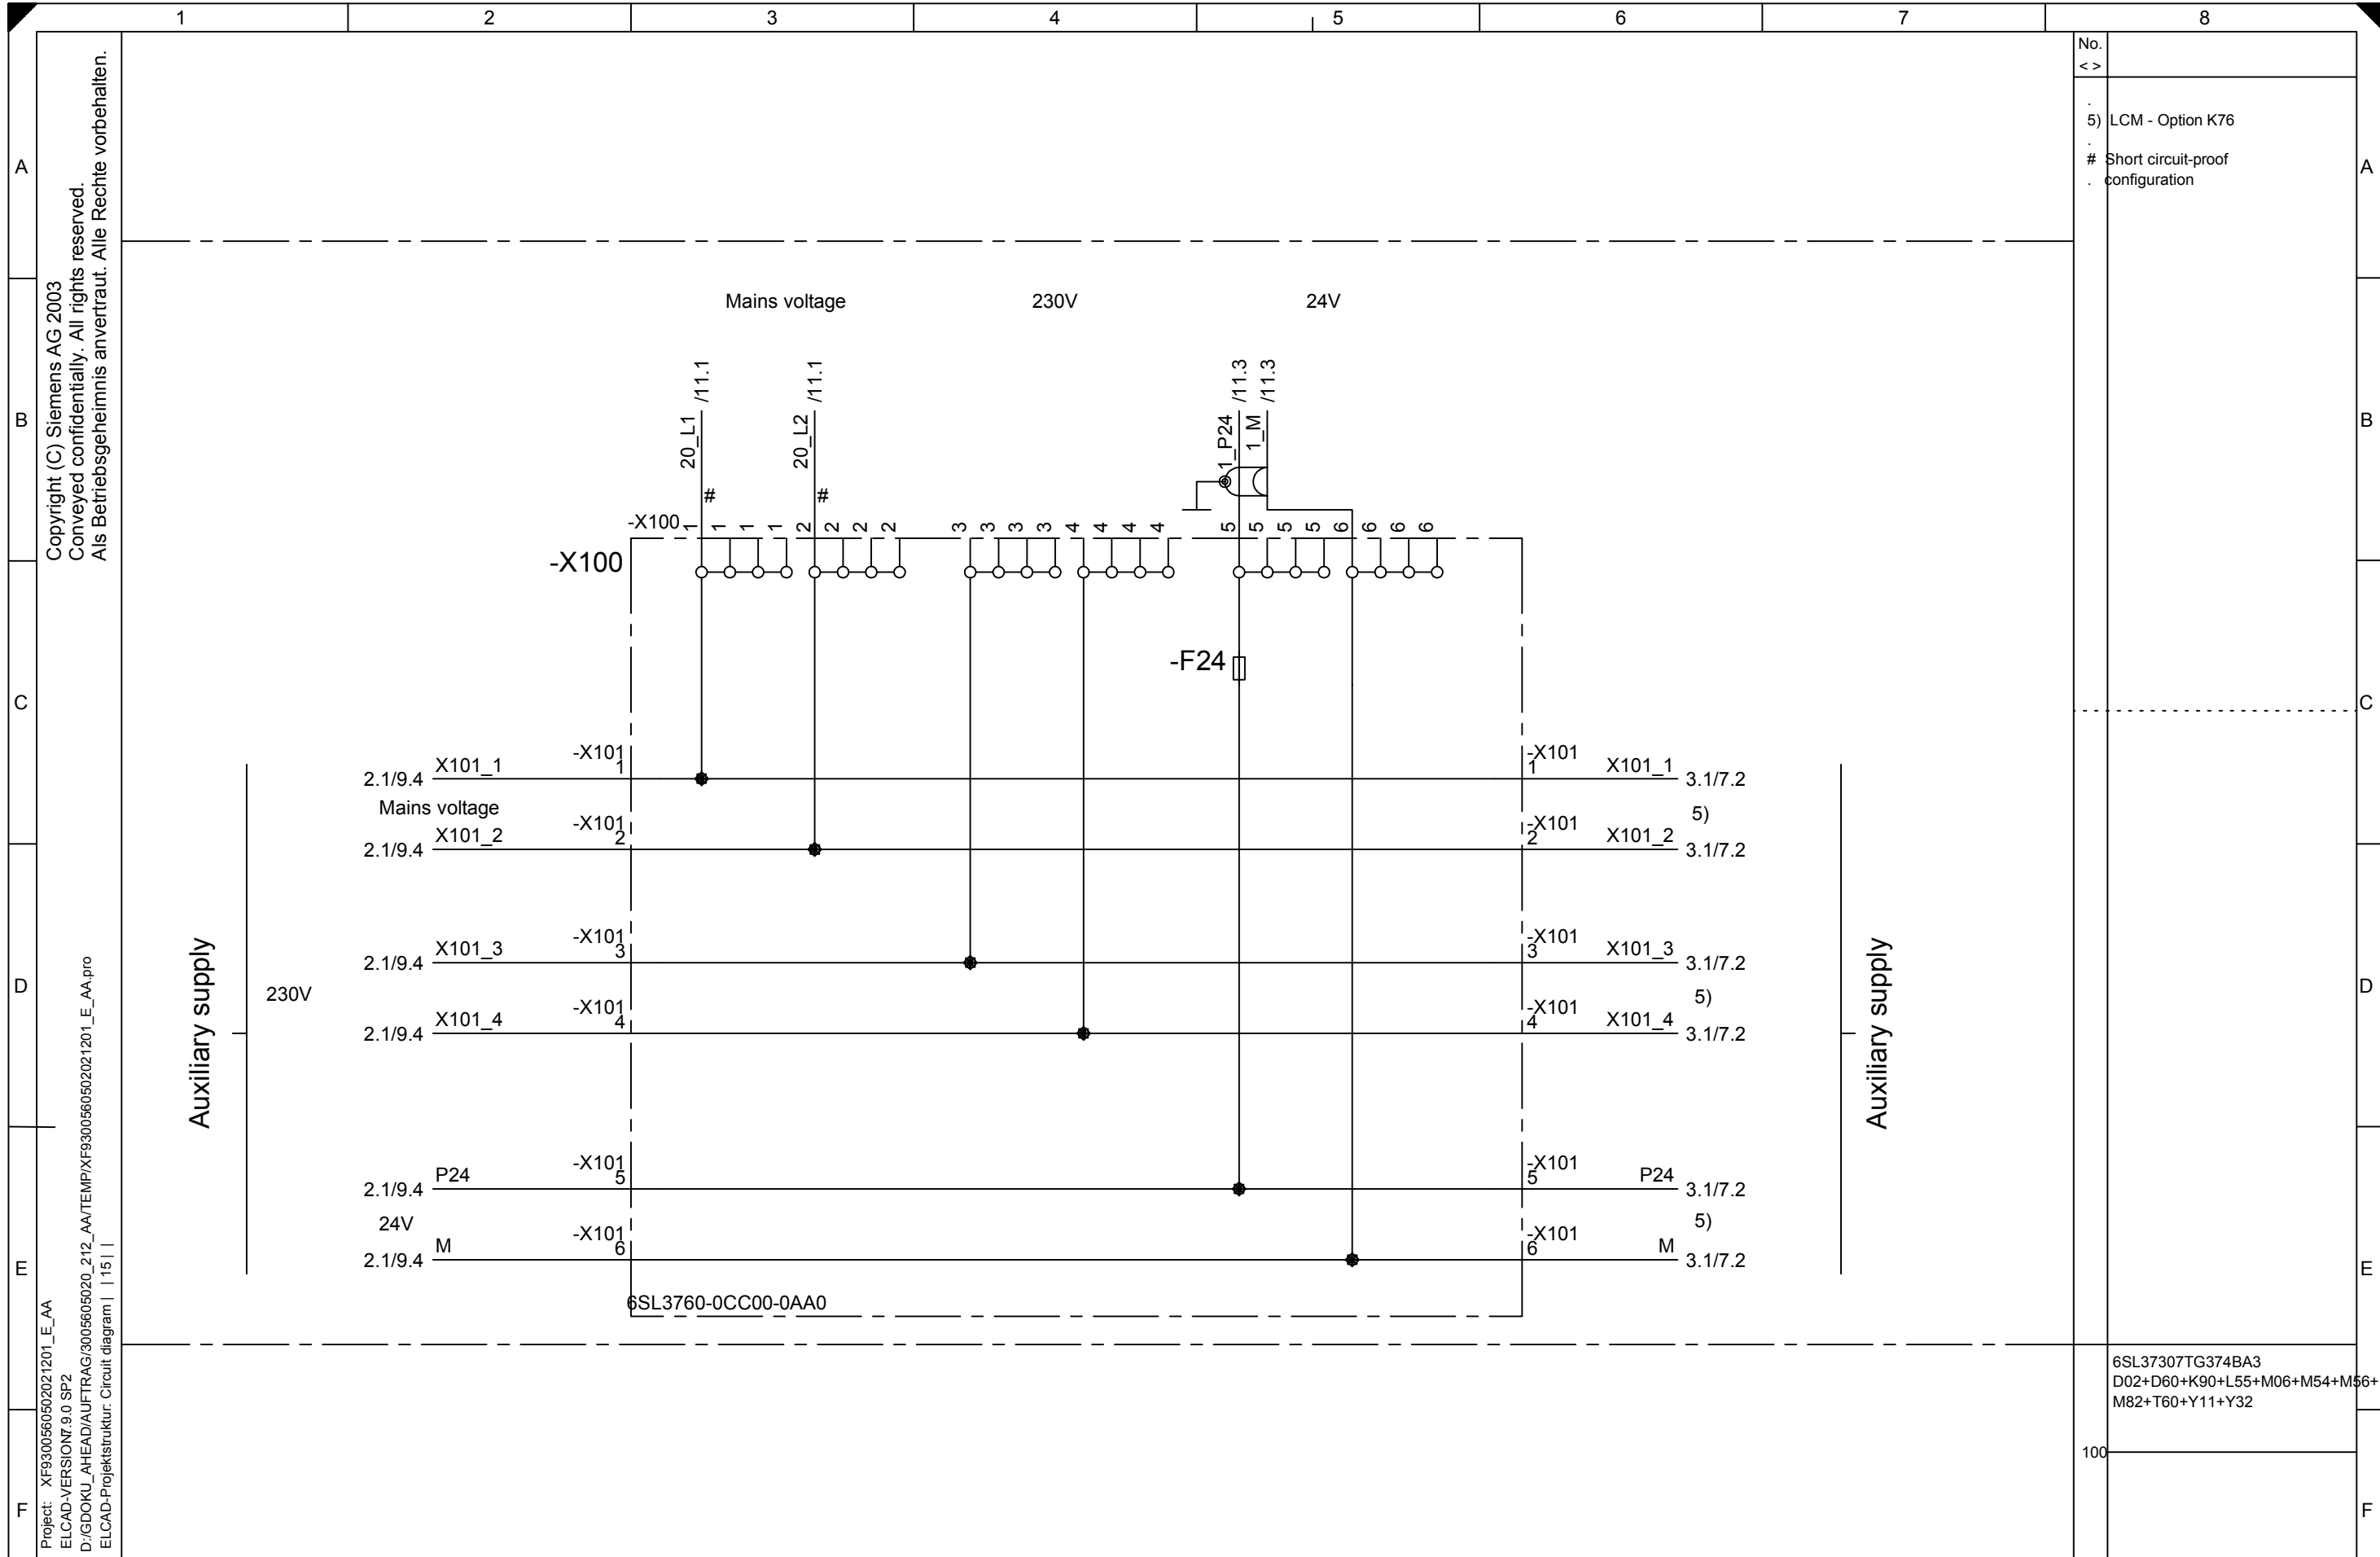 1 2 3 4 5 6 7 8
No.
< >
.
5) LCM - Option K76
.
# Short circuit-proof
. configuration
A A
B B
C C
D D
E E
F F
Copyright (C) Siemens AG 2003
Conveyed confidentially. All rights reserved.
Als Betriebsgeheimnis anvertraut. Alle Rechte vorbehalten.
Mains voltage 230V 24V
/11.1 /11.1 /11.3 /11.3
20_L1 20_L2 1_P24 1_M
# #
-X100 1 1 1 1 2 2 2 2 3 3 3 3 4 4 4 4 5 5 5 5 6 6 6 6
-X100
-F24
2.1/9.4 X101_1 -X101 1 -X101 1 X101_1 3.1/7.2
Mains voltage 5)
2.1/9.4 X101_2 -X101 2 -X101 2 X101_2 3.1/7.2
2.1/9.4 X101_3 -X101 3 -X101 3 X101_3 3.1/7.2
230V 5)
2.1/9.4 X101_4 -X101 4 -X101 4 X101_4 3.1/7.2
Auxiliary supply Auxiliary supply
2.1/9.4 P24 -X101 5 -X101 5 P24 3.1/7.2
24V 5)
2.1/9.4 M -X101 6 -X101 6 M 3.1/7.2
6SL3760-0CC00-0AA0
Project: XF9300560502021201_E_AA
ELCAD-VERSION7.9.0 SP2
D:/GDOKU_AHEAD/AUFTRAG/3005605020_212_AA/TEMP/XF9300560502021201_E_AA.pro
ELCAD-Projektstruktur: Circuit diagram | | 15 | |
6SL37307TG374BA3
D02+D60+K90+L55+M06+M54+M56+
M82+T60+Y11+Y32
100